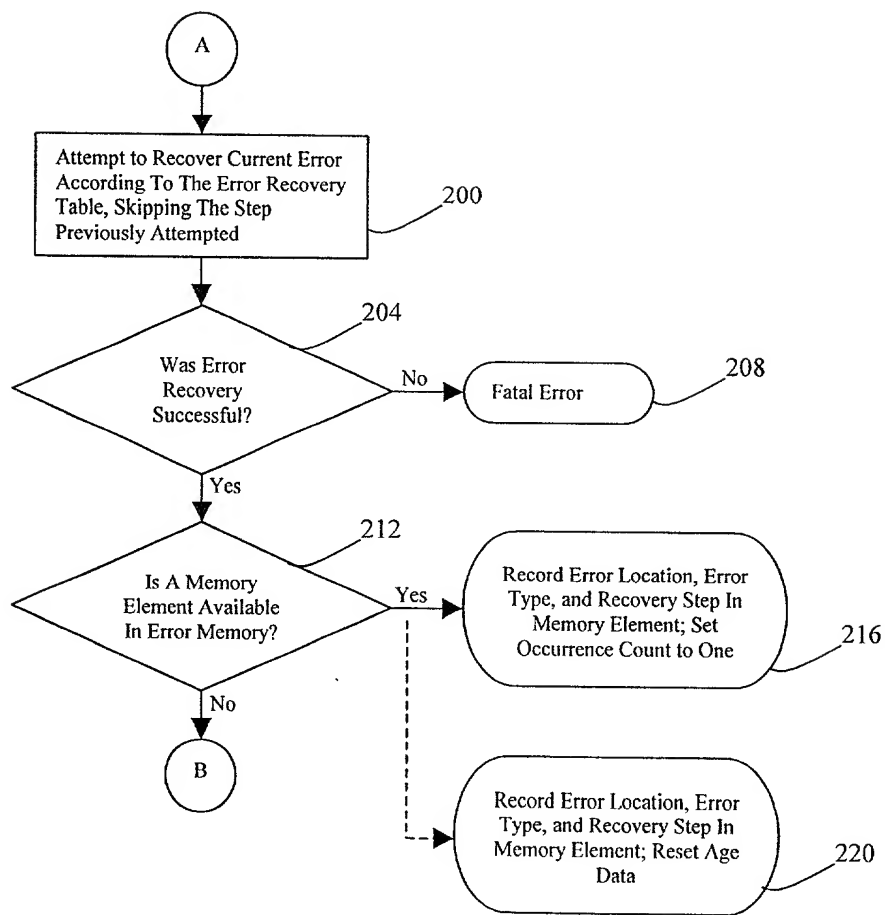 A
Attempt to Recover Current Error
According To The Error Recovery
Table, Skipping The Step
Previously Attempted
200
204
Was Error
Recovery
Successful?
No
Fatal Error
208
Yes
212
Is A Memory
Element Available
In Error Memory?
Yes
Record Error Location, Error
Type, and Recovery Step In
Memory Element; Set
Occurrence Count to One
216
No
B
Record Error Location, Error
Type, and Recovery Step In
Memory Element; Reset Age
Data
220